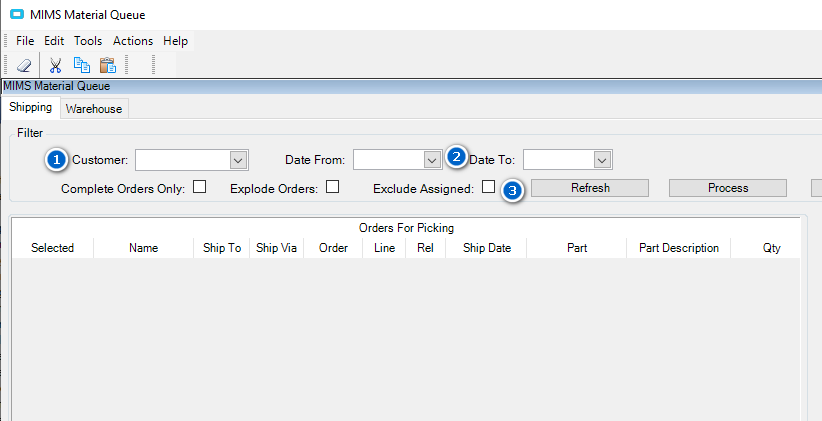 MIMS Material Queue
File Edit Tools Actions Help
MIMS Material Queue
Shipping Warehouse
Filter
1 Customer: Date From: 2 Date To:
Complete Orders Only: Explode Orders: Exclude Assigned: 3 Refresh Process
Orders For Picking
Selected Name Ship To Ship Via Order Line Rel Ship Date Part Part Description Qty